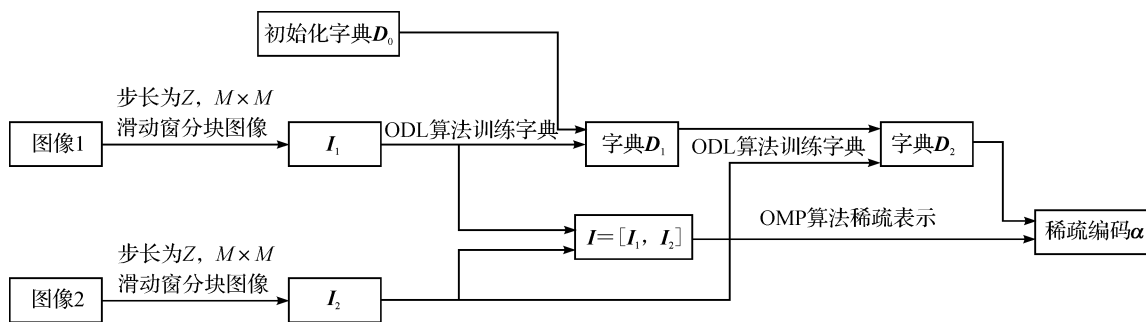 初始化字典D₀
步长为Z，M×M
滑动窗分块图像
图像1
I₁
ODL算法训练字典
字典D₁
ODL算法训练字典
字典D₂
I=[I₁，I₂]
OMP算法稀疏表示
稀疏编码α
步长为Z，M×M
滑动窗分块图像
图像2
I₂